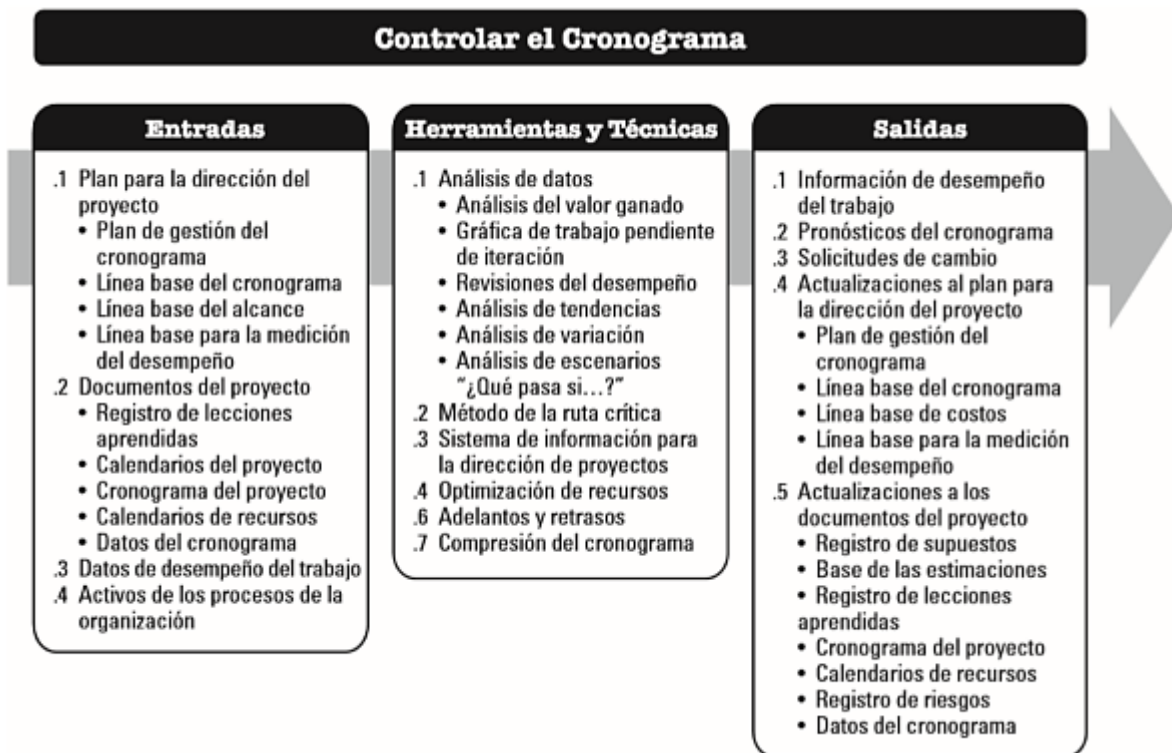 Controlar el Cronograma
Entradas
.1 Plan para la dirección del
proyecto
• Plan de gestión del
cronograma
• Línea base del cronograma
• Línea base del alcance
• Línea base para la medición
del desempeño
.2 Documentos del proyecto
• Registro de lecciones
aprendidas
• Calendarios del proyecto
• Cronograma del proyecto
• Calendarios de recursos
• Datos del cronograma
.3 Datos de desempeño del trabajo
.4 Activos de los procesos de la
organización
Herramientas y Técnicas
.1 Análisis de datos
• Análisis del valor ganado
• Gráfica de trabajo pendiente
de iteración
• Revisiones del desempeño
• Análisis de tendencias
• Análisis de variación
• Análisis de escenarios
"¿Qué pasa si...?"
.2 Método de la ruta crítica
.3 Sistema de información para
la dirección de proyectos
.4 Optimización de recursos
.6 Adelantos y retrasos
.7 Compresión del cronograma
Salidas
.1 Información de desempeño
del trabajo
.2 Pronósticos del cronograma
.3 Solicitudes de cambio
.4 Actualizaciones al plan para
la dirección del proyecto
• Plan de gestión del
cronograma
• Línea base del cronograma
• Línea base de costos
• Línea base para la medición
del desempeño
.5 Actualizaciones a los
documentos del proyecto
• Registro de supuestos
• Base de las estimaciones
• Registro de lecciones
aprendidas
• Cronograma del proyecto
• Calendarios de recursos
• Registro de riesgos
• Datos del cronograma